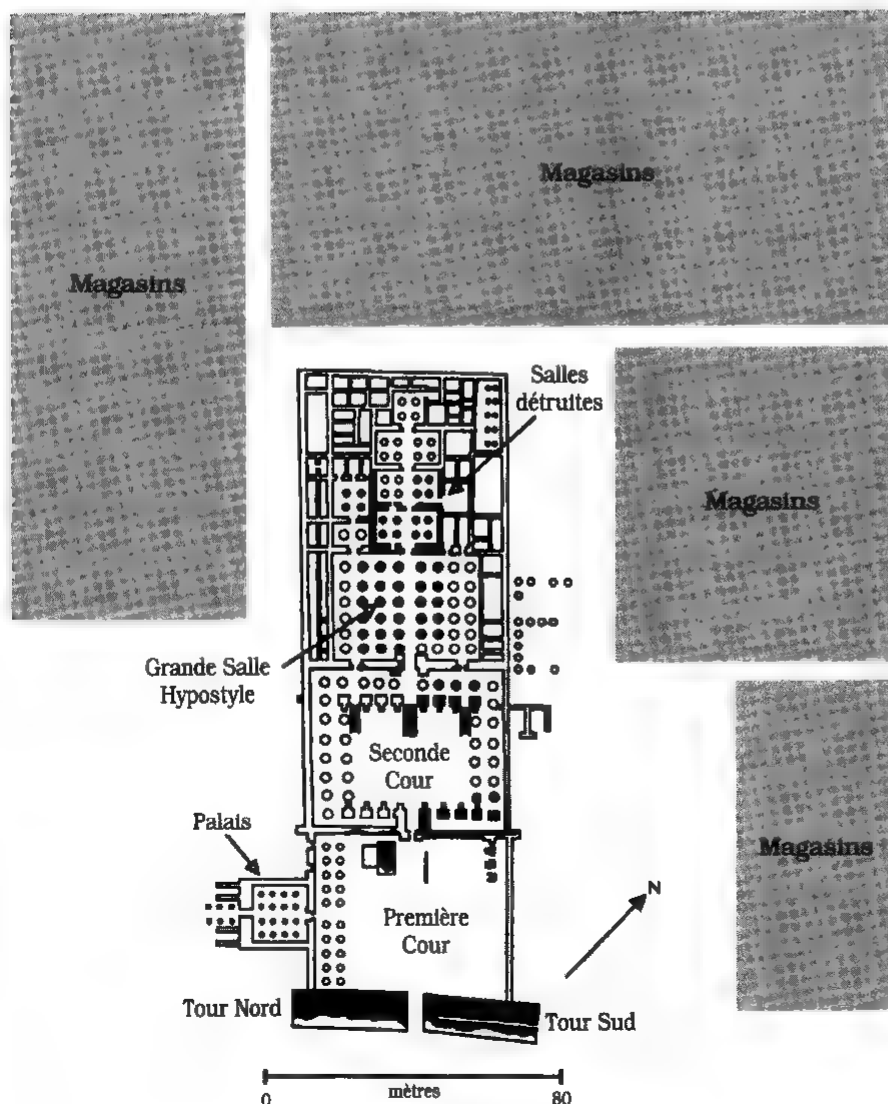 Magasins
Magasins
Salles
détruites
Magasins
Grande Salle
Hypostyle
Seconde
Cour
Palais
Magasins
N
Première
Cour
Tour Nord
Tour Sud
mètres
0
80